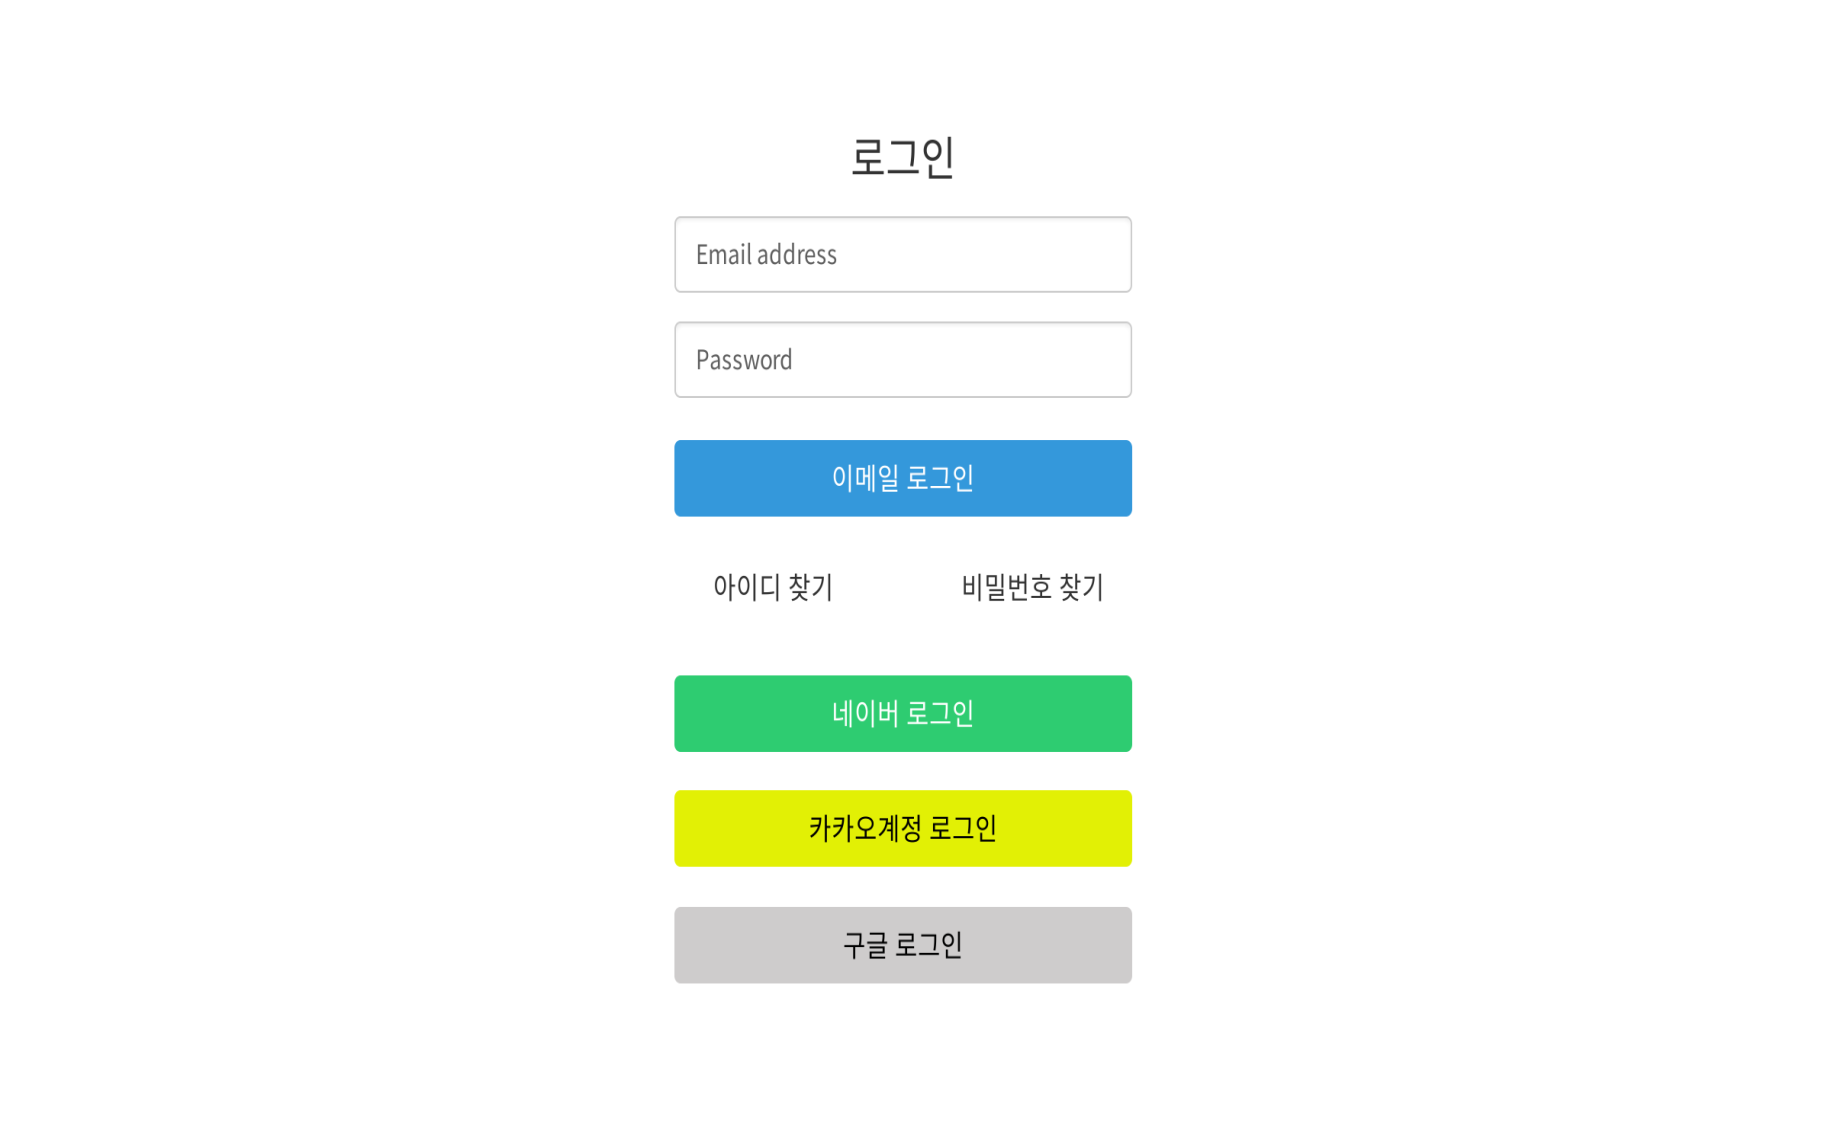 로그인
Email address
Password
이메일 로그인
아이디 찾기 비밀번호 찾기
네이버 로그인
카카오계정 로그인
구글 로그인